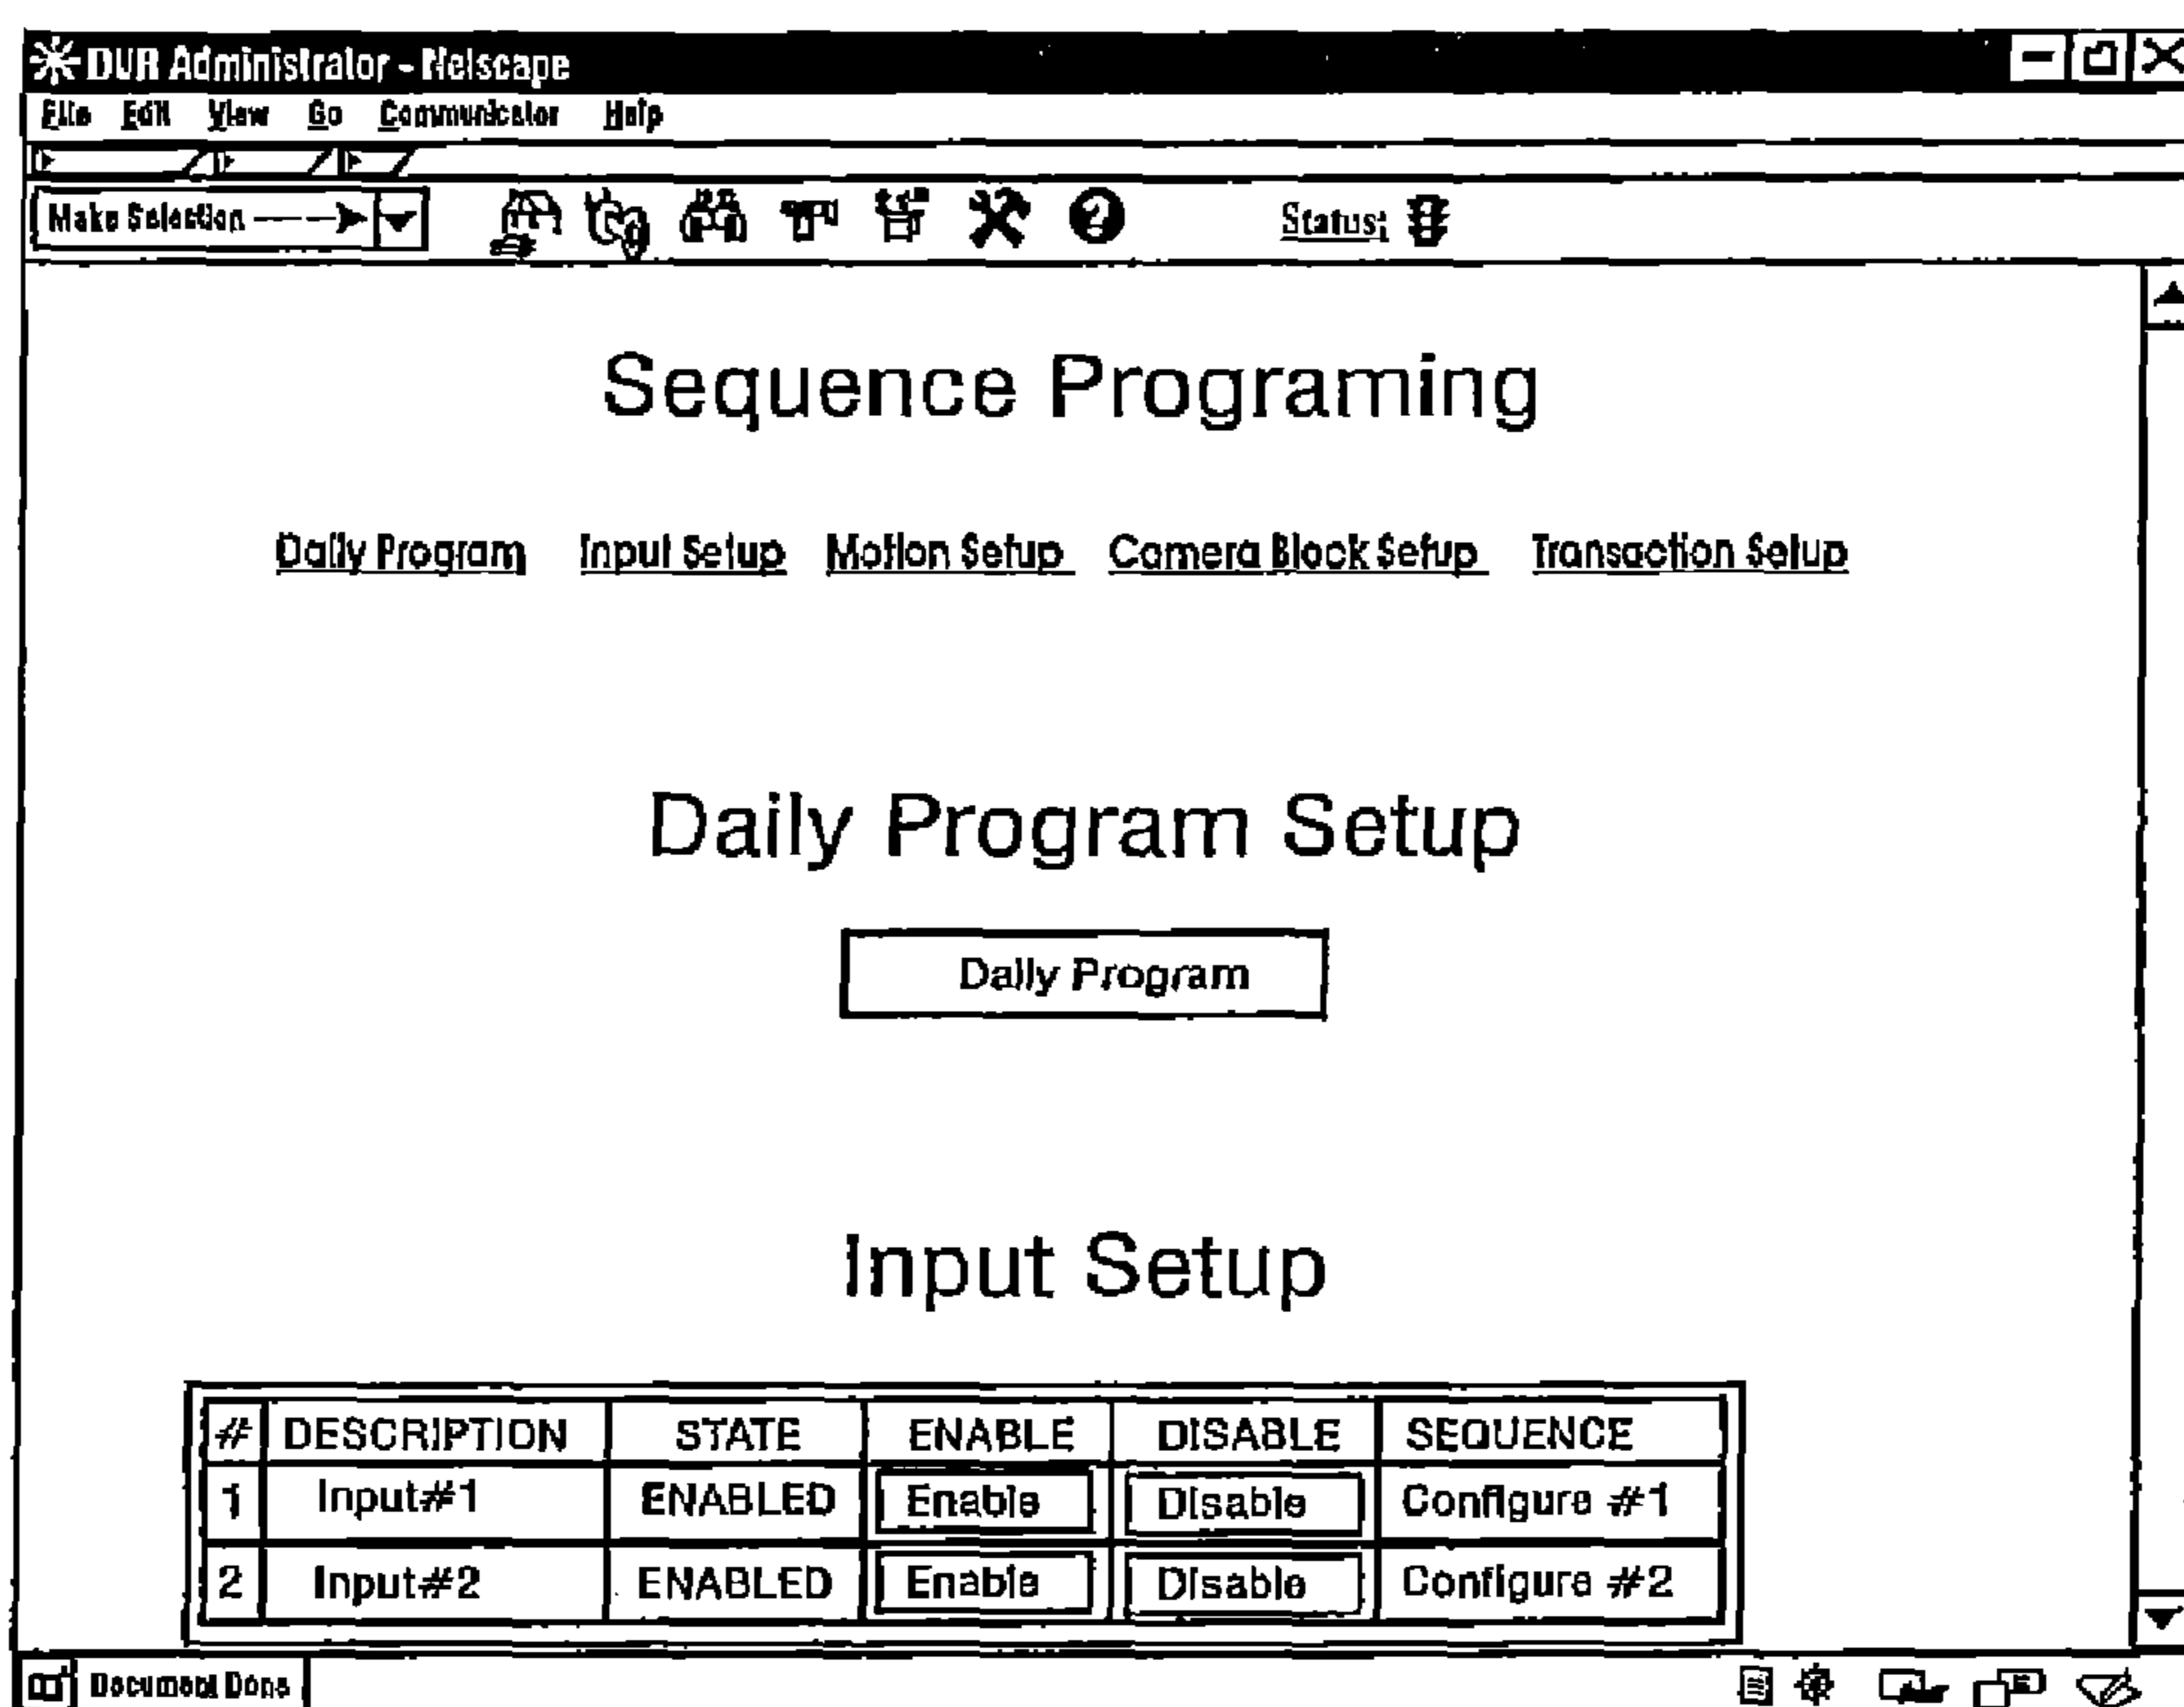 DVR Administrator - Netscape
File Edit View Go Communicator Help
Make Selection ---->
Status:
Sequence Programing
Daily Program Input Setup Motion Setup Camera Block Setup Transaction Setup
Daily Program Setup
Daily Program
Input Setup
# DESCRIPTION STATE ENABLE DISABLE SEQUENCE
1 Input#1 ENABLED Enable Disable Configure #1
2 Input#2 ENABLED Enable Disable Configure #2
Document Done